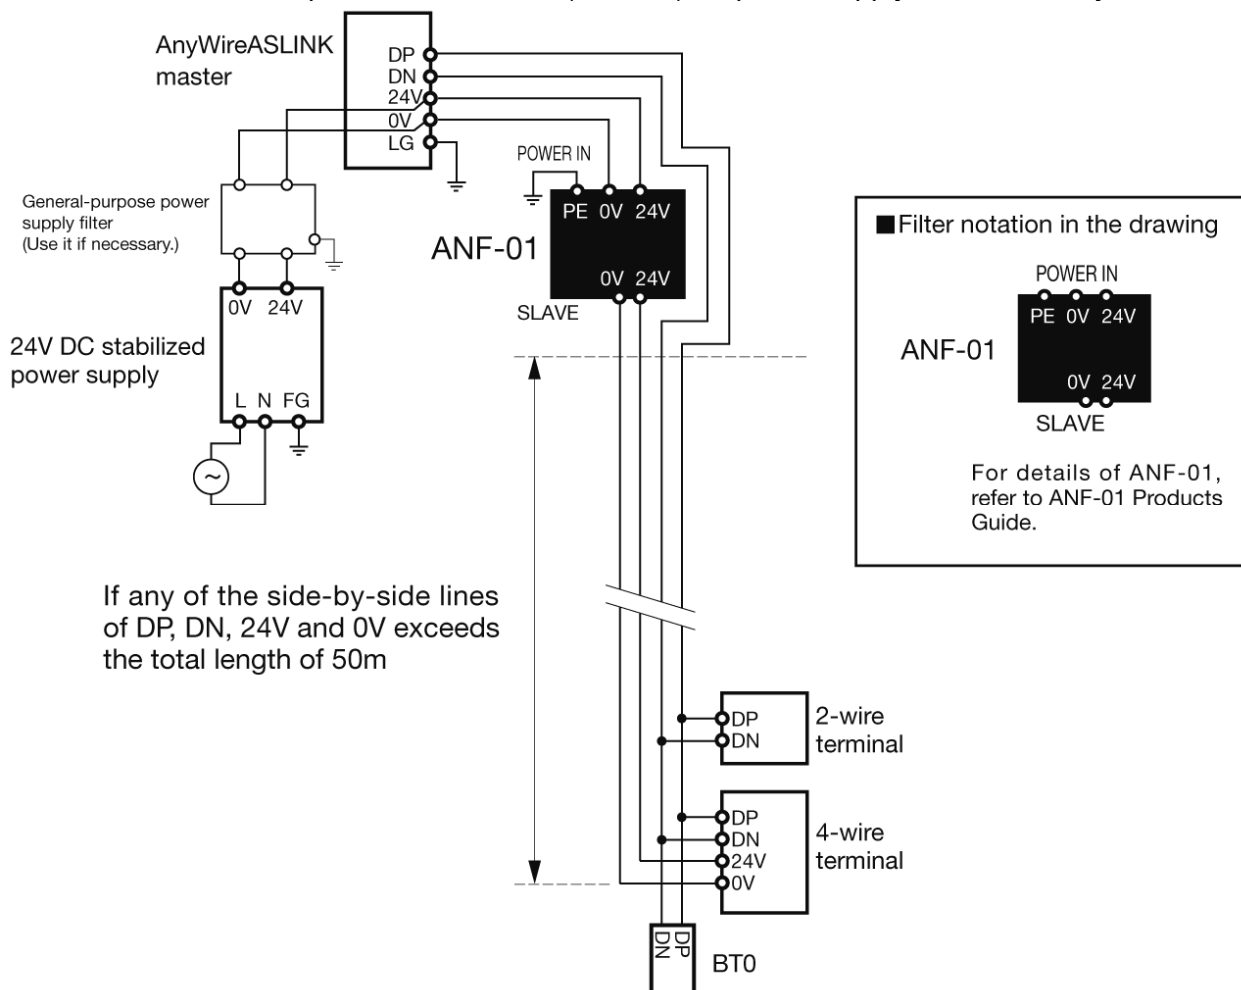 AnyWireASLINK
master
DP
DN
24V
0V
LG
POWER IN
PE 0V 24V
ANF-01
0V 24V
SLAVE
General-purpose power
supply filter
(Use it if necessary.)
0V 24V
24V DC stabilized
power supply
L N FG
If any of the side-by-side lines
of DP, DN, 24V and 0V exceeds
the total length of 50m
DP
DN
2-wire
terminal
DP
DN
24V
0V
4-wire
terminal
DN
DP
BT0
■Filter notation in the drawing
POWER IN
PE 0V 24V
ANF-01
0V 24V
SLAVE
For details of ANF-01,
refer to ANF-01 Products
Guide.